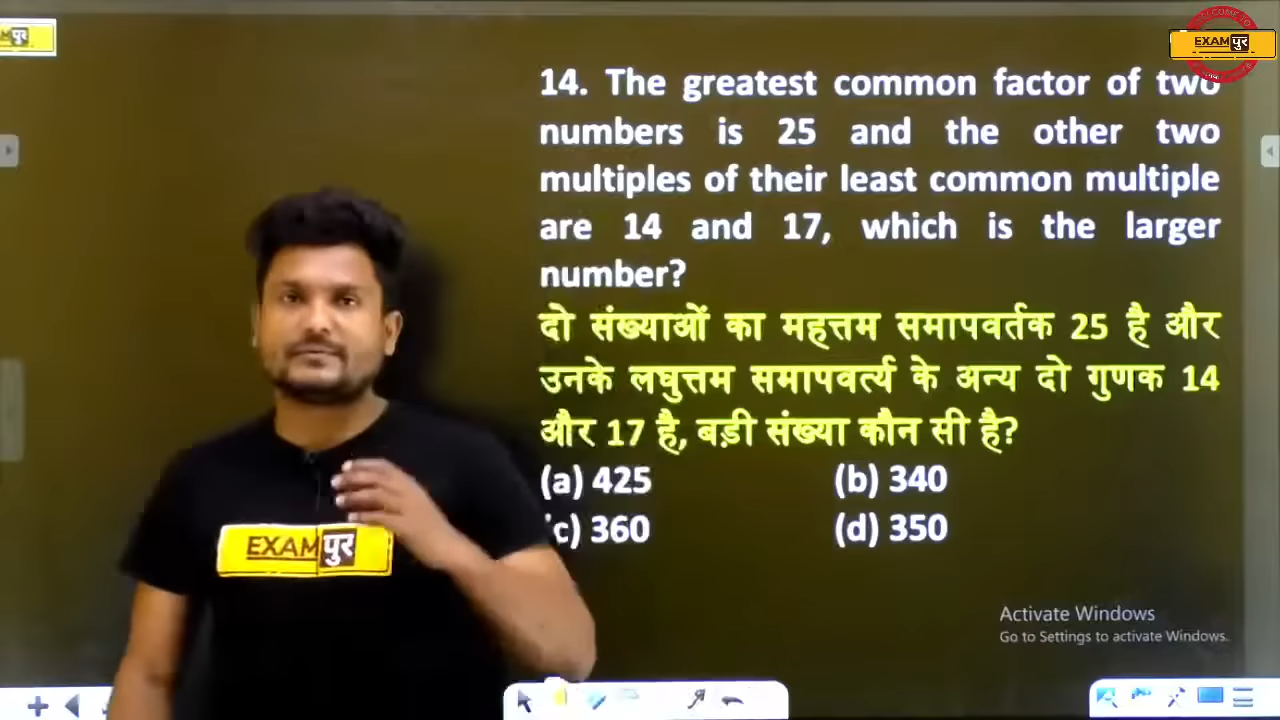 14. The greatest common factor of two
numbers is 25 and the other two
multiples of their least common multiple
are 14 and 17, which is the larger
number?
दो संख्याओं का महत्तम समापवर्तक 25 है और
उनके लघुत्तम समापवर्त्य के अन्य दो गुणक 14
और 17 है, बड़ी संख्या कौन सी है?
(a) 425 (b) 340
(c) 360 (d) 350
EXAMपुर
EXAMपुर
WELCOME TO
Activate Windows
Go to Settings to activate Windows.